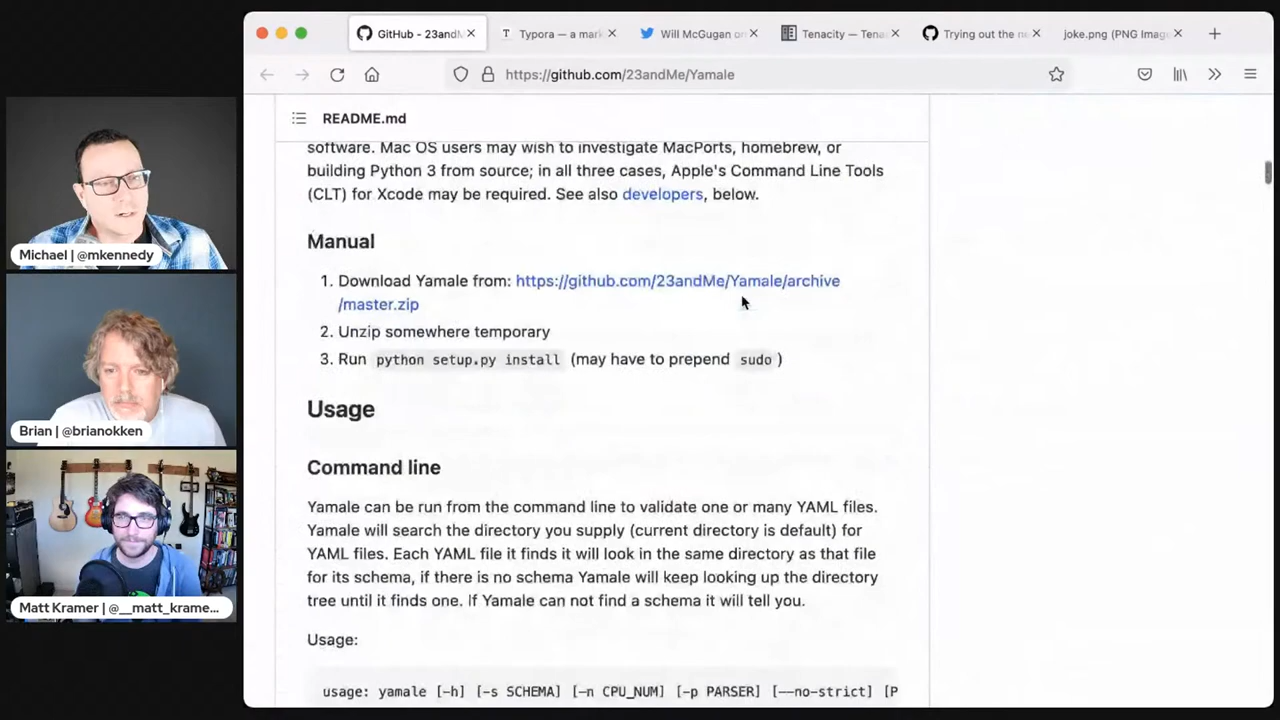 GitHub - 23andM
Typora — a mark
Will McGugan on
Tenacity — Tena
Trying out the ne
joke.png (PNG Imag
https://github.com/23andMe/Yamale
README.md
software. Mac OS users may wish to investigate MacPorts, homebrew, or
building Python 3 from source; in all three cases, Apple's Command Line Tools
(CLT) for Xcode may be required. See also developers, below.
Manual
1. Download Yamale from: https://github.com/23andMe/Yamale/archive
/master.zip
2. Unzip somewhere temporary
3. Run python setup.py install (may have to prepend sudo )
Usage
Command line
Yamale can be run from the command line to validate one or many YAML files.
Yamale will search the directory you supply (current directory is default) for
YAML files. Each YAML file it finds it will look in the same directory as that file
for its schema, if there is no schema Yamale will keep looking up the directory
tree until it finds one. If Yamale can not find a schema it will tell you.
Usage:
usage: yamale [-h] [-s SCHEMA] [-n CPU_NUM] [-p PARSER] [--no-strict] [P
Michael | @mkennedy
Brian | @brianokken
Matt Kramer | @__matt_krame...